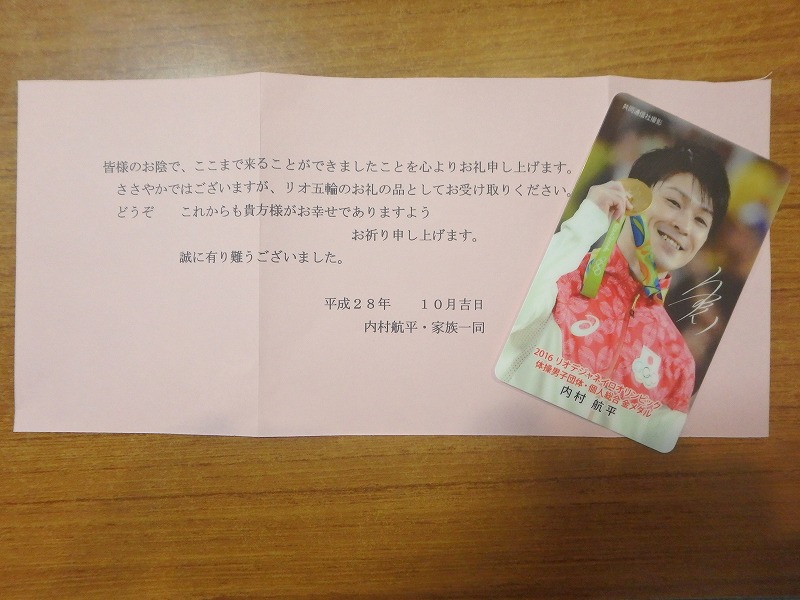 皆様のお陰で、ここまで来ることができましたことを心よりお礼申し上げます。
ささやかではございますが、リオ五輪のお礼の品としてお受け取りください。
どうぞ　これからも貴方様がお幸せでありますよう
お祈り申し上げます。
誠に有り難うございました。
平成２８年　１０月吉日
内村航平・家族一同
共同通信社撮影
2016 リオデジャネイロオリンピック
体操男子団体・個人総合 金メダル
内村 航平